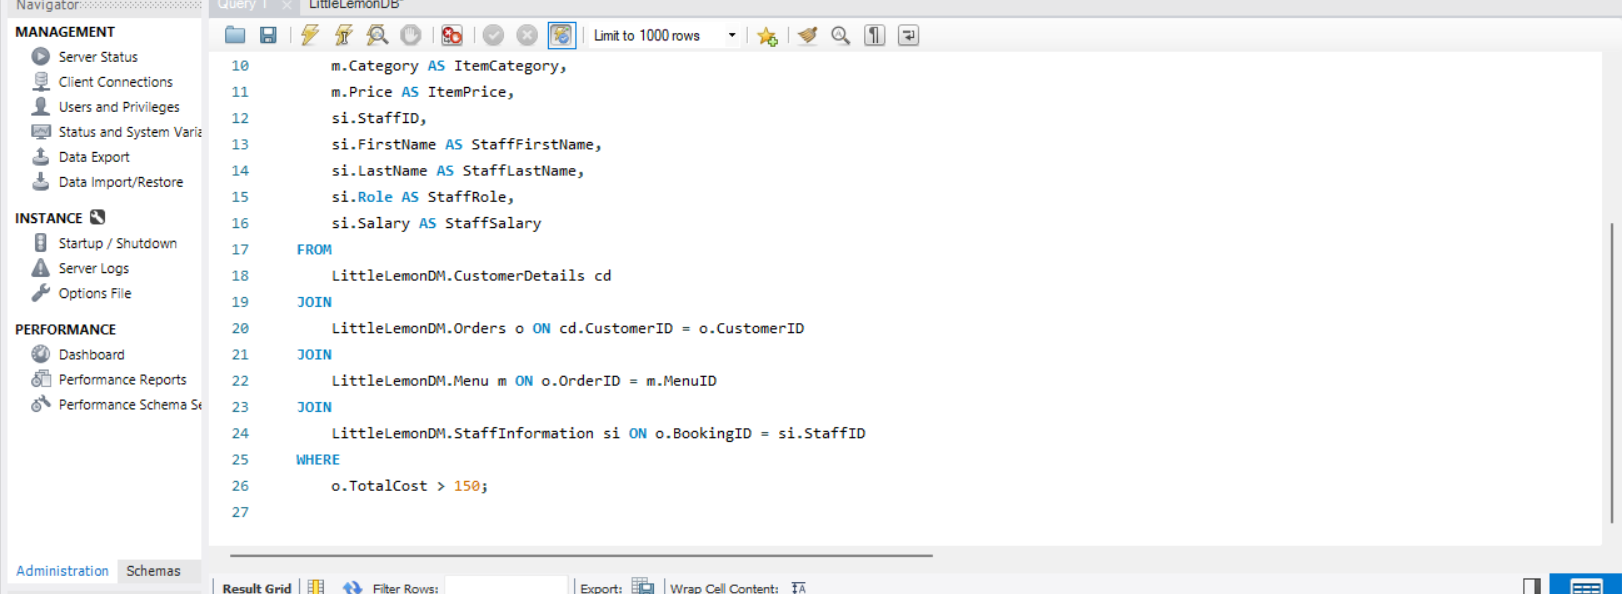 Navigator
Query 1
LittleLemonDB*
MANAGEMENT
Server Status
Client Connections
Users and Privileges
Status and System Varia
Data Export
Data Import/Restore
INSTANCE
Startup / Shutdown
Server Logs
Options File
PERFORMANCE
Dashboard
Performance Reports
Performance Schema Se
Administration Schemas
Limit to 1000 rows
10 m.Category AS ItemCategory,
11 m.Price AS ItemPrice,
12 si.StaffID,
13 si.FirstName AS StaffFirstName,
14 si.LastName AS StaffLastName,
15 si.Role AS StaffRole,
16 si.Salary AS StaffSalary
17 FROM
18 LittleLemonDM.CustomerDetails cd
19 JOIN
20 LittleLemonDM.Orders o ON cd.CustomerID = o.CustomerID
21 JOIN
22 LittleLemonDM.Menu m ON o.OrderID = m.MenuID
23 JOIN
24 LittleLemonDM.StaffInformation si ON o.BookingID = si.StaffID
25 WHERE
26 o.TotalCost > 150;
27
Result Grid Filter Rows: Export: Wrap Cell Content: